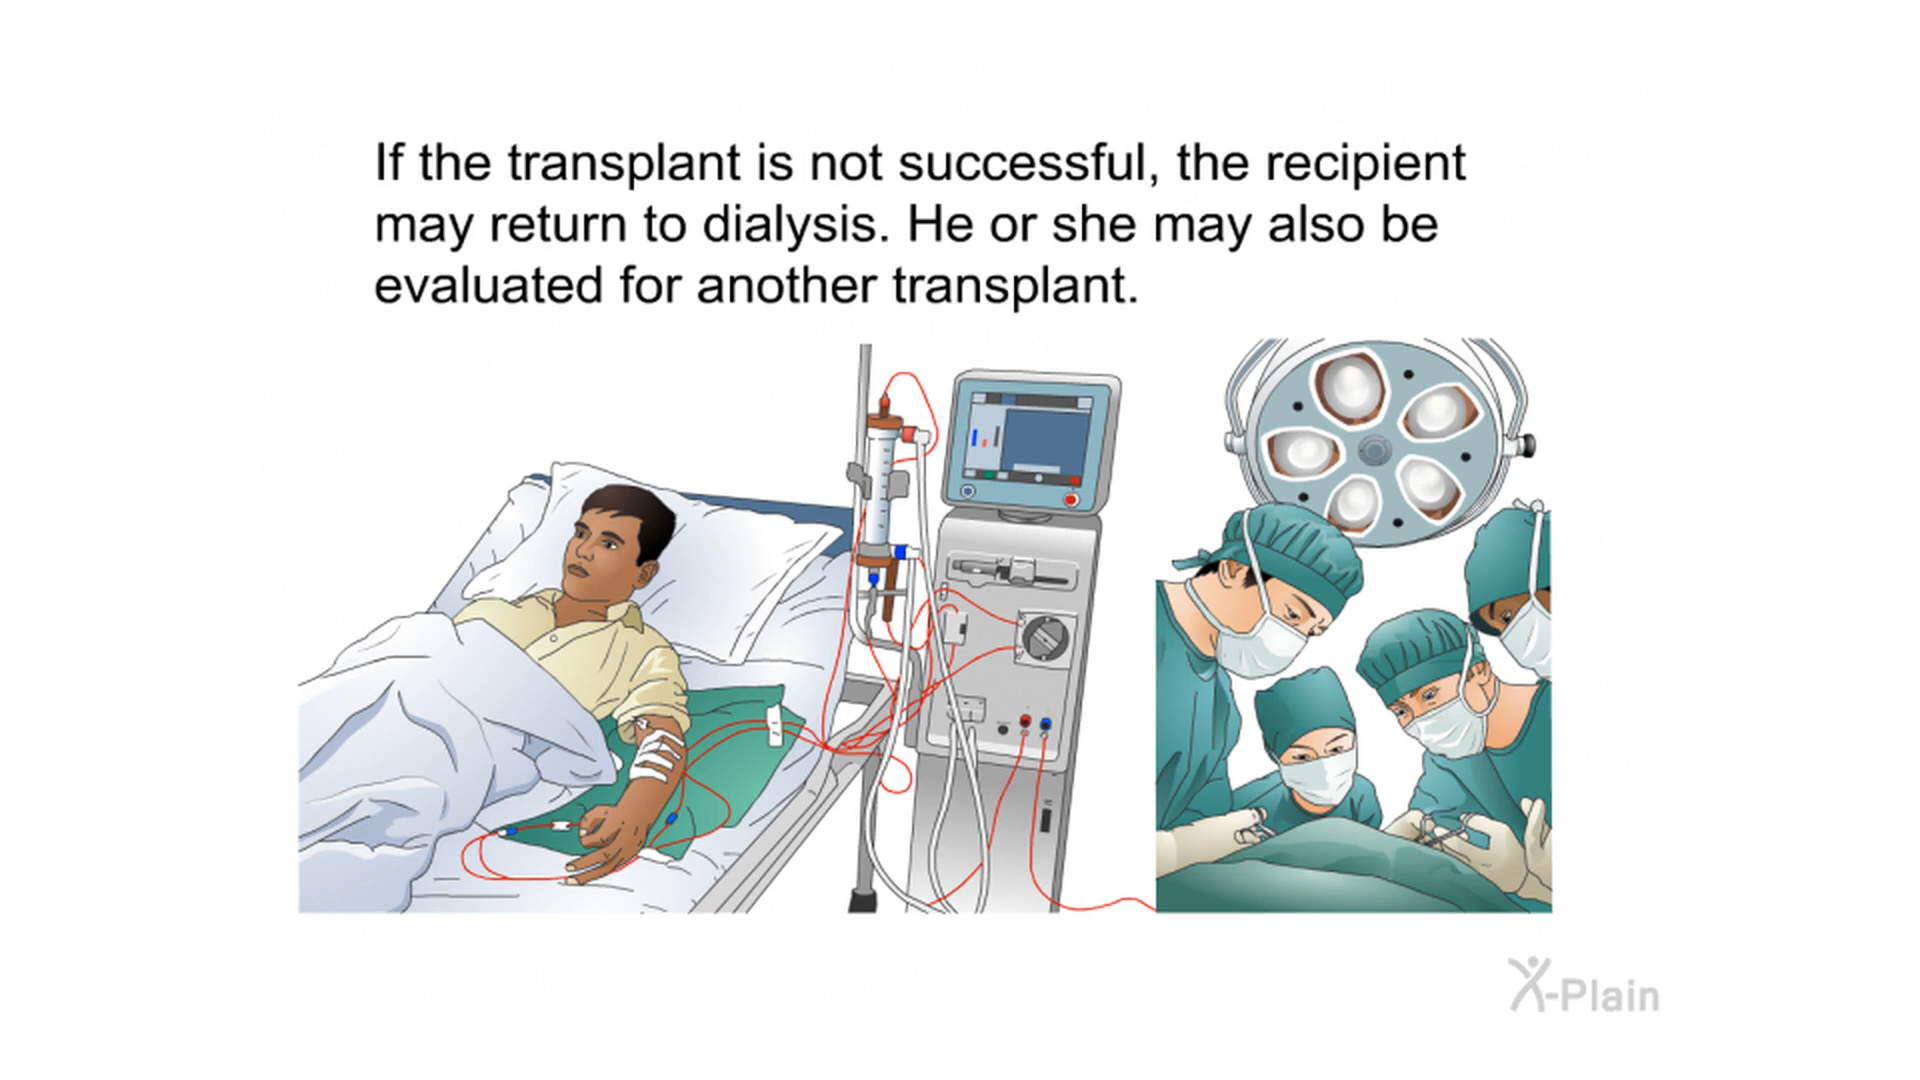 If the transplant is not successful, the recipient
may return to dialysis. He or she may also be
evaluated for another transplant.
X-Plain